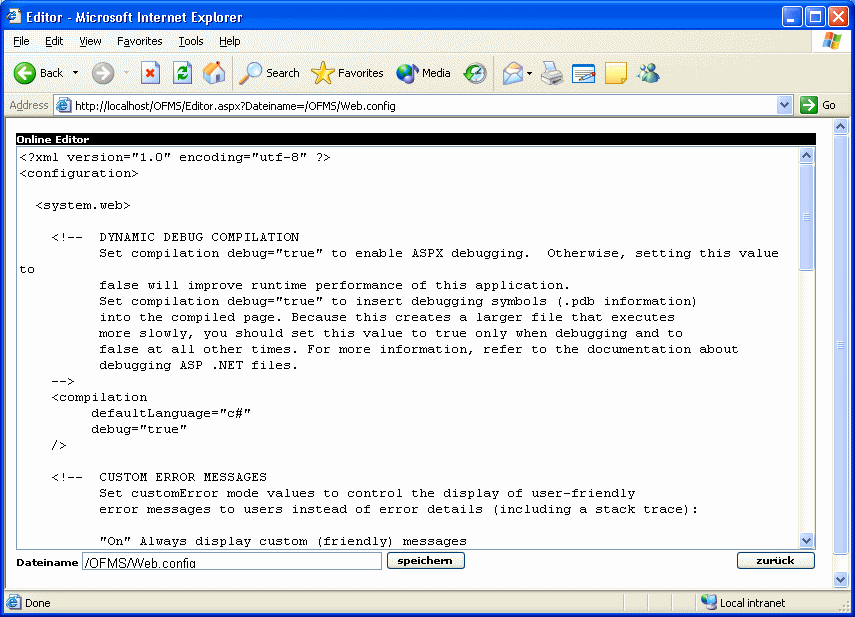 Editor - Microsoft Internet Explorer
File Edit View Favorites Tools Help
Back Search Favorites Media
Address http://localhost/OFMS/Editor.aspx?Dateiname=/OFMS/Web.config Go
Online Editor
<?xml version="1.0" encoding="utf-8" ?>
<configuration>
<system.web>
<!-- DYNAMIC DEBUG COMPILATION
Set compilation debug="true" to enable ASPX debugging. Otherwise, setting this value
to
false will improve runtime performance of this application.
Set compilation debug="true" to insert debugging symbols (.pdb information)
into the compiled page. Because this creates a larger file that executes
more slowly, you should set this value to true only when debugging and to
false at all other times. For more information, refer to the documentation about
debugging ASP .NET files.
-->
<compilation
defaultLanguage="c#"
debug="true"
/>
<!-- CUSTOM ERROR MESSAGES
Set customError mode values to control the display of user-friendly
error messages to users instead of error details (including a stack trace):
"On" Always display custom (friendly) messages
Dateiname /OFMS/Web.config speichern zurück
Done Local intranet